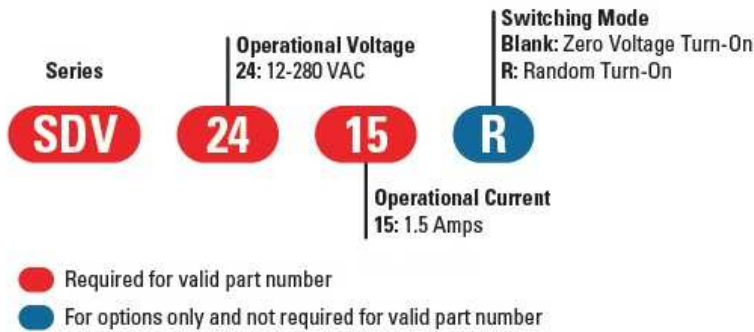 Switching Mode
Blank: Zero Voltage Turn-On
R: Random Turn-On
Operational Voltage
24: 12-280 VAC
Series
SDV 24 15 R
Operational Current
15: 1.5 Amps
Required for valid part number
For options only and not required for valid part number